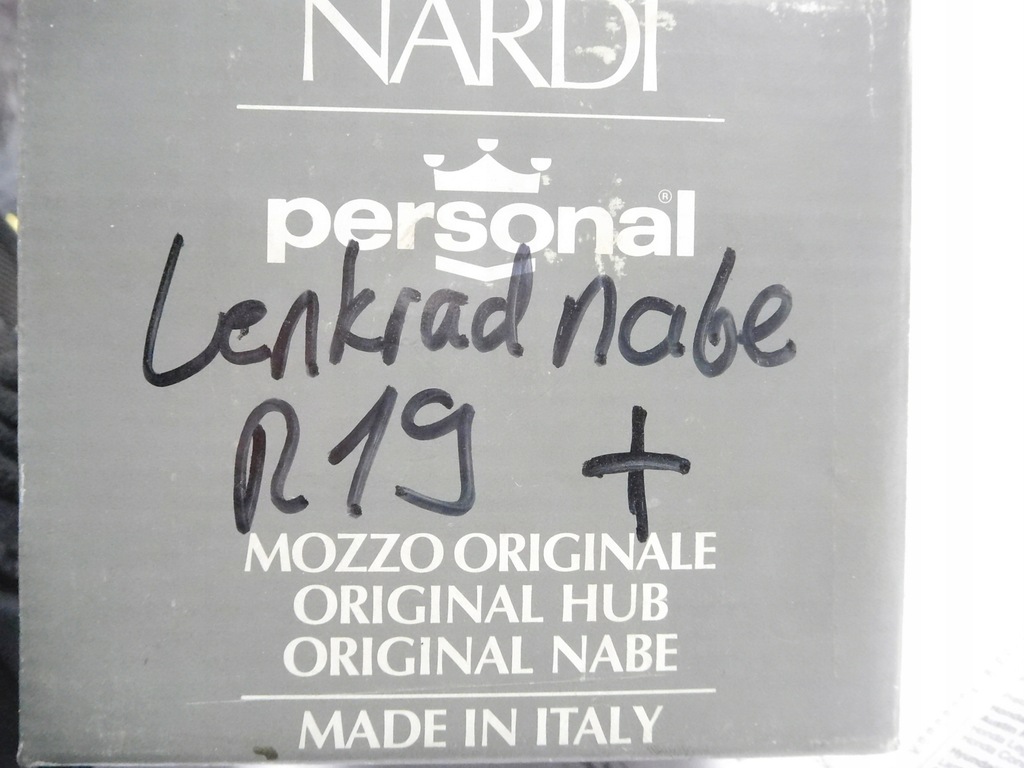 NARDI
personal®
Lenkrad nabe
R19 +
MOZZO ORIGINALE
ORIGINAL HUB
ORIGINAL NABE
MADE IN ITALY